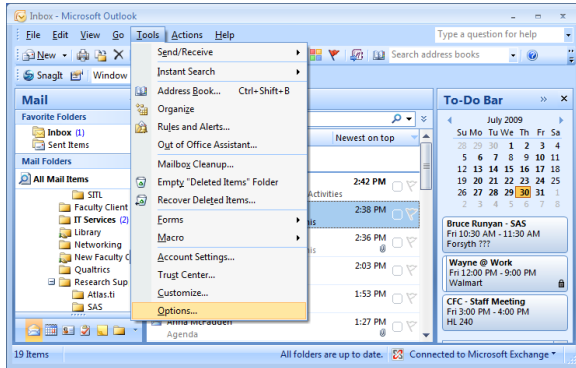 Inbox - Microsoft Outlook
File Edit View Go Tools Actions Help
Type a question for help
New
Search address books
SnagIt Window
Send/Receive
Instant Search
Address Book... Ctrl+Shift+B
Organize
Rules and Alerts...
Out of Office Assistant...
Mailbox Cleanup...
Empty "Deleted Items" Folder
Recover Deleted Items...
Forms
Macro
Account Settings...
Trust Center...
Customize...
Options...
Mail
Favorite Folders
Inbox (1)
Sent Items
Mail Folders
All Mail Items
SITL
Faculty Client
IT Services (2)
Library
Networking
New Faculty C
Qualtrics
Research Sup
Atlas.ti
SAS
Newest on top
2:42 PM
Activities
2:38 PM
2:36 PM
2:03 PM
1:53 PM
Anna McFadden 1:27 PM
Agenda
To-Do Bar
July 2009
Su Mo Tu We Th Fr Sa
28 29 30 1 2 3 4
5 6 7 8 9 10 11
12 13 14 15 16 17 18
19 20 21 22 23 24 25
26 27 28 29 30 31 1
2 3 4 5 6 7 8
Bruce Runyan - SAS
Fri 10:30 AM - 11:30 AM
Forsyth ???
Wayne @ Work
Fri 12:00 PM - 9:00 PM
Walmart
CFC - Staff Meeting
Fri 3:00 PM - 4:00 PM
HL 240
19 Items
All folders are up to date.
Connected to Microsoft Exchange